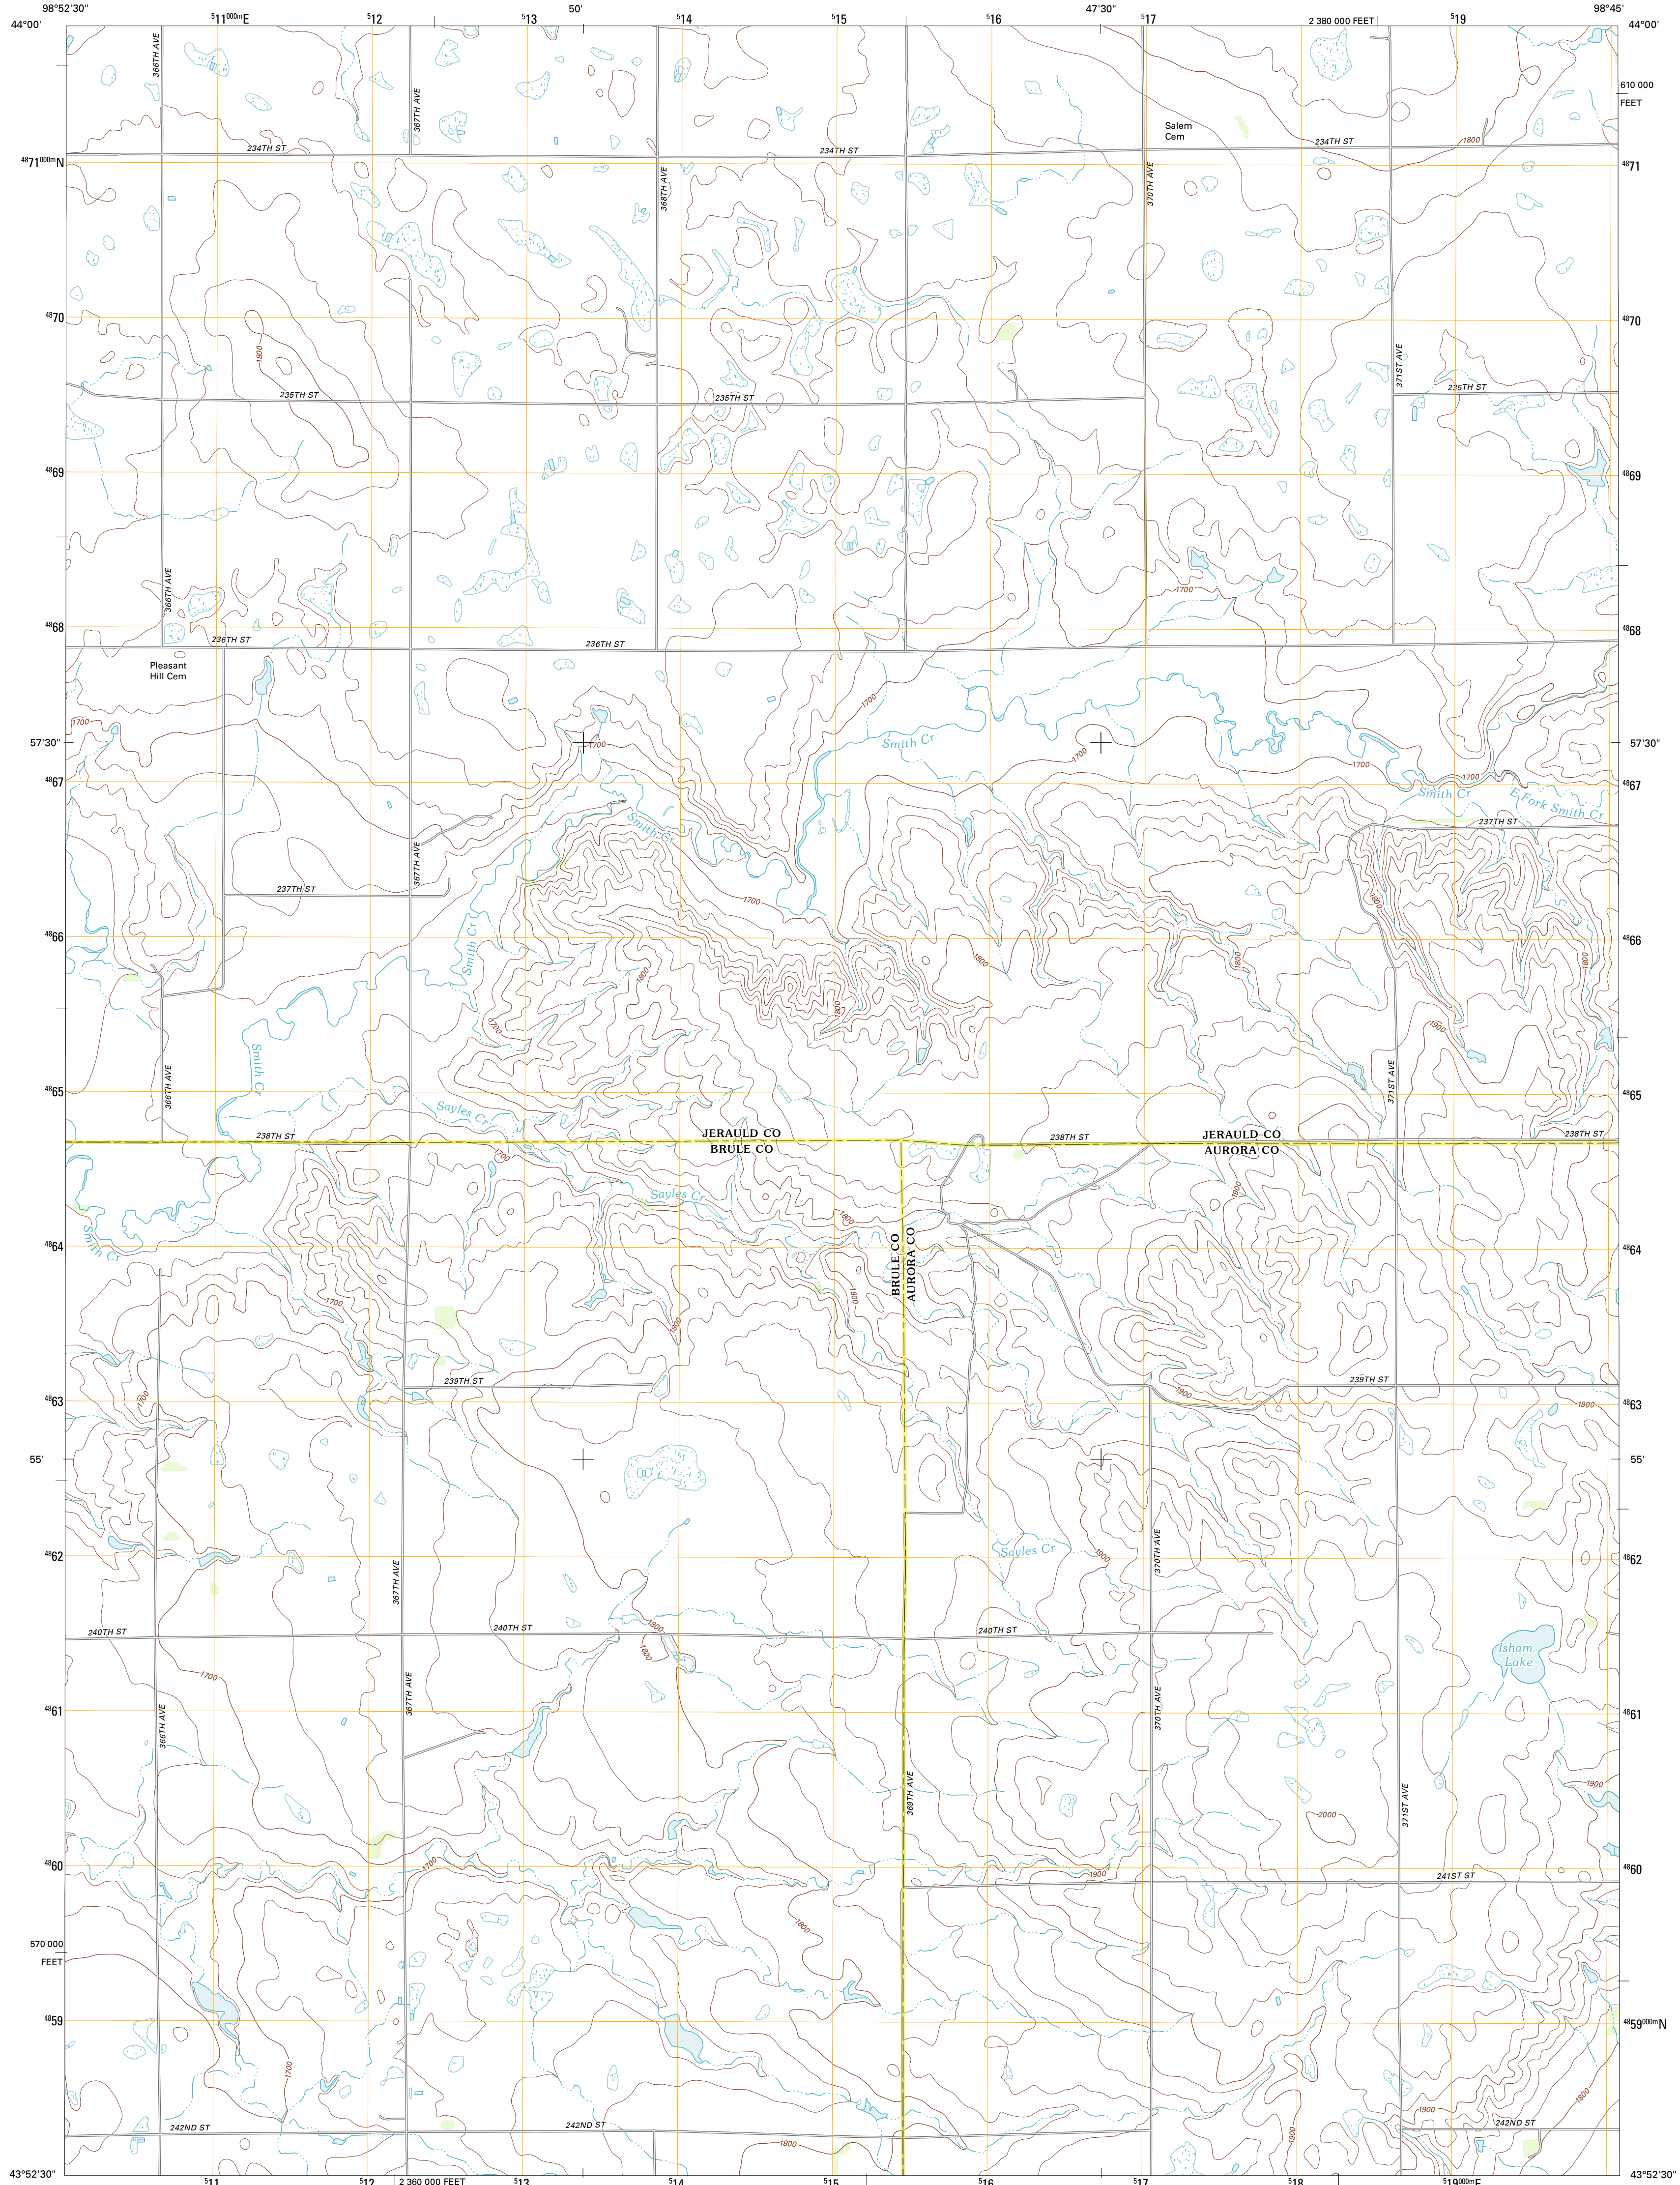 98°52'30"
⁵11⁰⁰⁰ᵐE
⁵12
⁵13
50'
⁵14
⁵15
⁵16
47'30"
⁵17
2 380 000 FEET
⁵19
98°45'
44°00'
44°00'
366TH AVE
367TH AVE
610 000
FEET
Salem
Cem
1800
234TH ST
234TH ST
234TH ST
⁴⁸71⁰⁰⁰ᵐN
⁴⁸71
368TH AVE
370TH AVE
⁴⁸70
⁴⁸70
1800
371ST AVE
235TH ST
235TH ST
235TH ST
⁴⁸69
⁴⁸69
366TH AVE
1700
⁴⁸68
⁴⁸68
236TH ST
236TH ST
Pleasant
Hill Cem
1700
1700
57'30"
1700
Smith Cr
1700
57'30"
1700
1700
⁴⁸67
⁴⁸67
Smith Cr
E Fork Smith Cr
Smith Cr
237TH ST
367TH AVE
237TH ST
1700
1800
⁴⁸66
⁴⁸66
Smith Cr
1800
1800
1800
1800
1800
1700
1900
Smith Cr
366TH AVE
371ST AVE
⁴⁸65
⁴⁸65
Sayles Cr
238TH ST
JERAULD CO
BRULE CO
238TH ST
JERAULD CO
AURORA CO
238TH ST
1700
Sayles Cr
1900
1800
Smith Cr
⁴⁸64
⁴⁸64
BRULE CO
AURORA CO
1700
1800
1800
239TH ST
239TH ST
1700
1900
1900
⁴⁸63
⁴⁸63
55'
55'
Sayles Cr
1900
370TH AVE
⁴⁸62
⁴⁸62
367TH AVE
240TH ST
240TH ST
240TH ST
1800
1800
Isham
Lake
1700
367TH AVE
366TH AVE
370TH AVE
⁴⁸61
⁴⁸61
369TH AVE
371ST AVE
1900
2000
1700
⁴⁸60
⁴⁸60
1900
241ST ST
1800
570 000
FEET
⁴⁸59
⁴⁸59⁰⁰⁰ᵐN
1700
1800
1900
242ND ST
242ND ST
242ND ST
1800
1900
43°52'30"
43°52'30"
⁵11
⁵12
2 360 000 FEET
⁵13
⁵14
⁵15
⁵16
⁵17
⁵18
⁵19⁰⁰⁰ᵐE